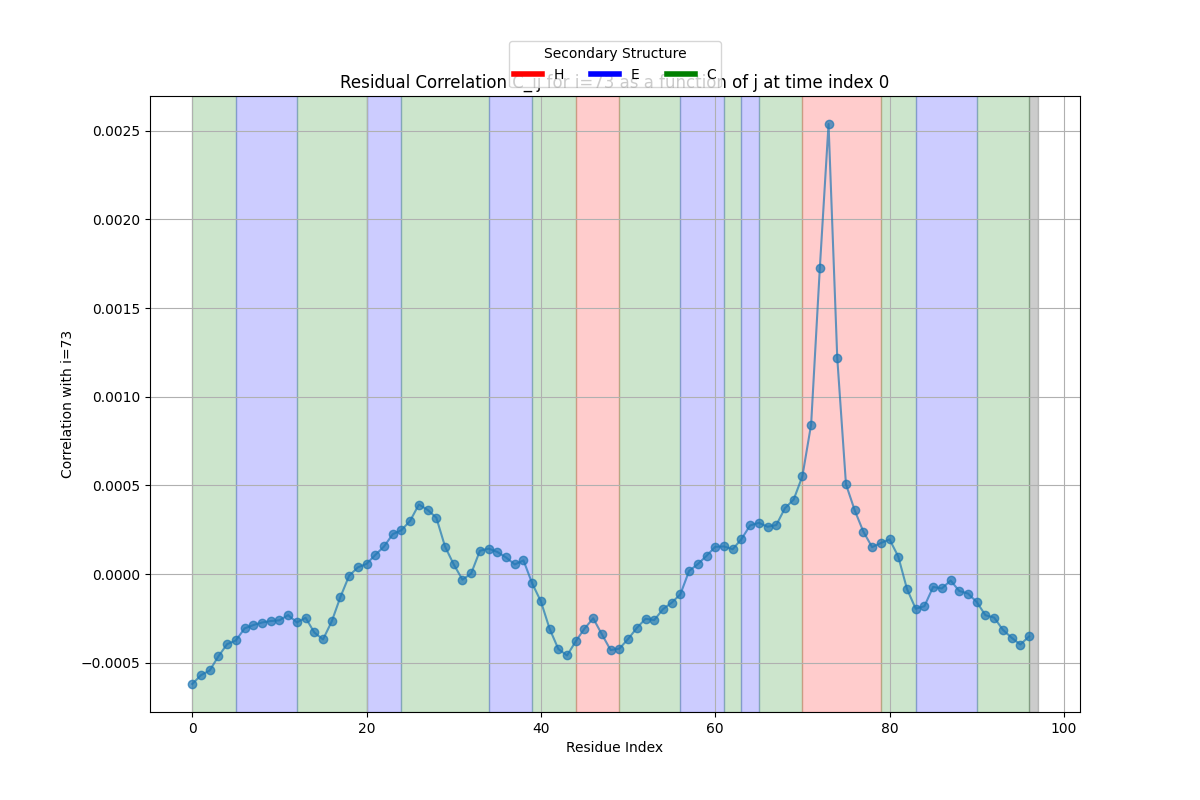 Secondary Structure
H E C
Residual Correlation C_ij for i=73 as a function of j at time index 0
0.0025
0.0020
0.0015
0.0010
0.0005
0.0000
−0.0005
Correlation with i=73
0 20 40 60 80 100
Residue Index